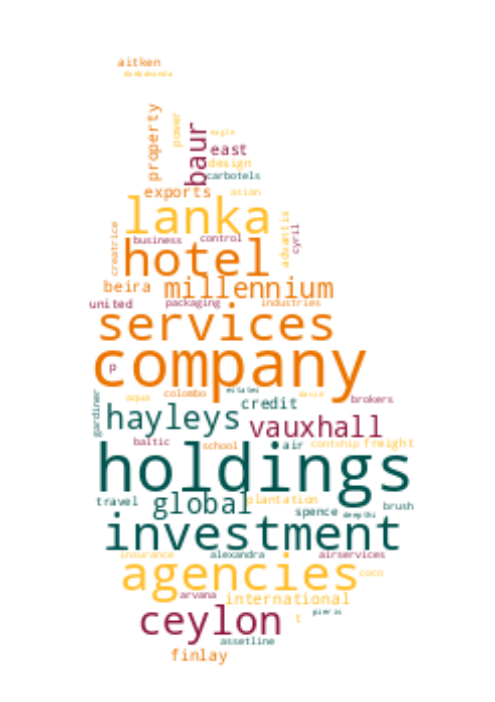 aitken
dambakanda
property
power
baur
eagle
east
design
carbotels
exports
asian
lanka
creatrice
business
control
advantis
cyril
hotel
beira
millennium
united
packaging
industries
services
company
p
gardiner
aqua
colombo
estates
credit
brokers
hayleys
vauxhall
baltic
school
air
contship
freight
holdings
travel
global
plantation
spence
deepthi
brush
investment
insurance
alexandra
airservices
agencies
coco
arvana
international
pieris
ceylon
t
assetline
finlay